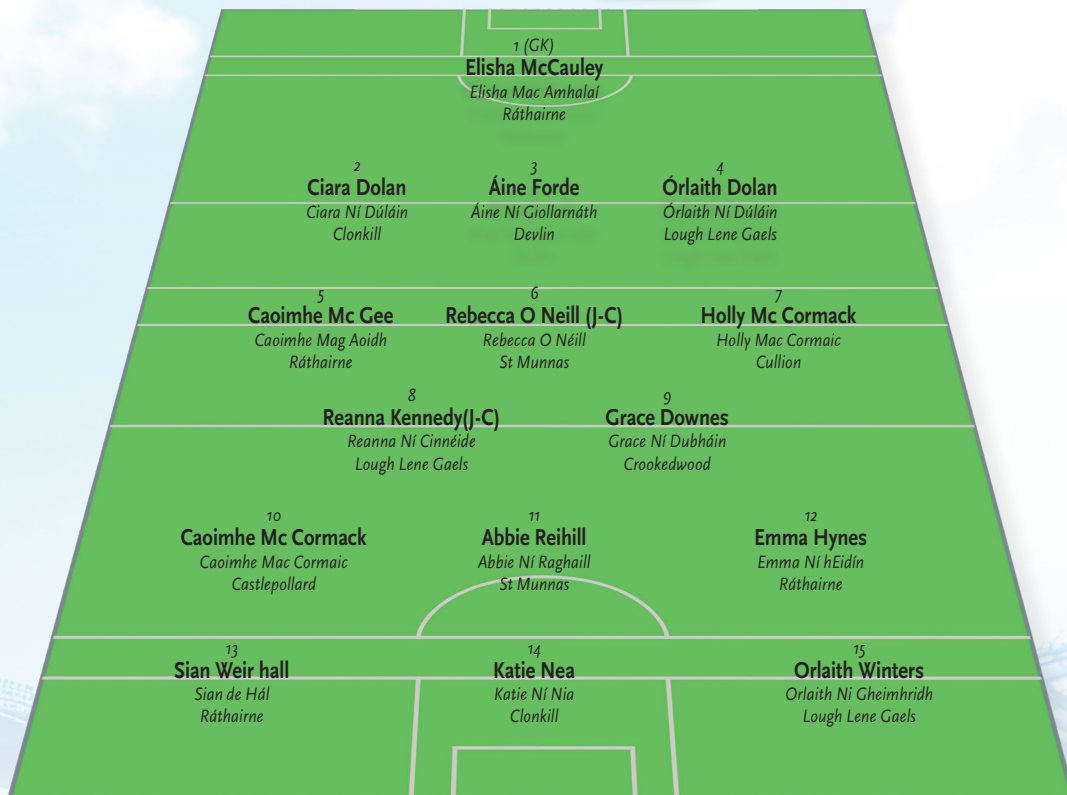 1 (GK)
Elisha McCauley
Elisha Mac Amhalaí
Ráthairne
2
Ciara Dolan
Ciara Ní Dúláin
Clonkill
3
Áine Forde
Áine Ní Giollarnáth
Devlin
4
Órlaith Dolan
Órlaith Ní Dúláin
Lough Lene Gaels
5
Caoimhe Mc Gee
Caoimhe Mag Aoidh
Ráthairne
6
Rebecca O Neill (J-C)
Rebecca O Néill
St Munnas
7
Holly Mc Cormack
Holly Mac Cormaic
Cullion
8
Reanna Kennedy(J-C)
Reanna Ní Cinnéide
Lough Lene Gaels
9
Grace Downes
Grace Ní Dubháin
Crookedwood
10
Caoimhe Mc Cormack
Caoimhe Mac Cormaic
Castlepollard
11
Abbie Reihill
Abbie Ní Raghaill
St Munnas
12
Emma Hynes
Emma Ní hEidín
Ráthairne
13
Sian Weir hall
Sian de Hál
Ráthairne
14
Katie Nea
Katie Ní Nia
Clonkill
15
Orlaith Winters
Orlaith Ni Gheimhridh
Lough Lene Gaels